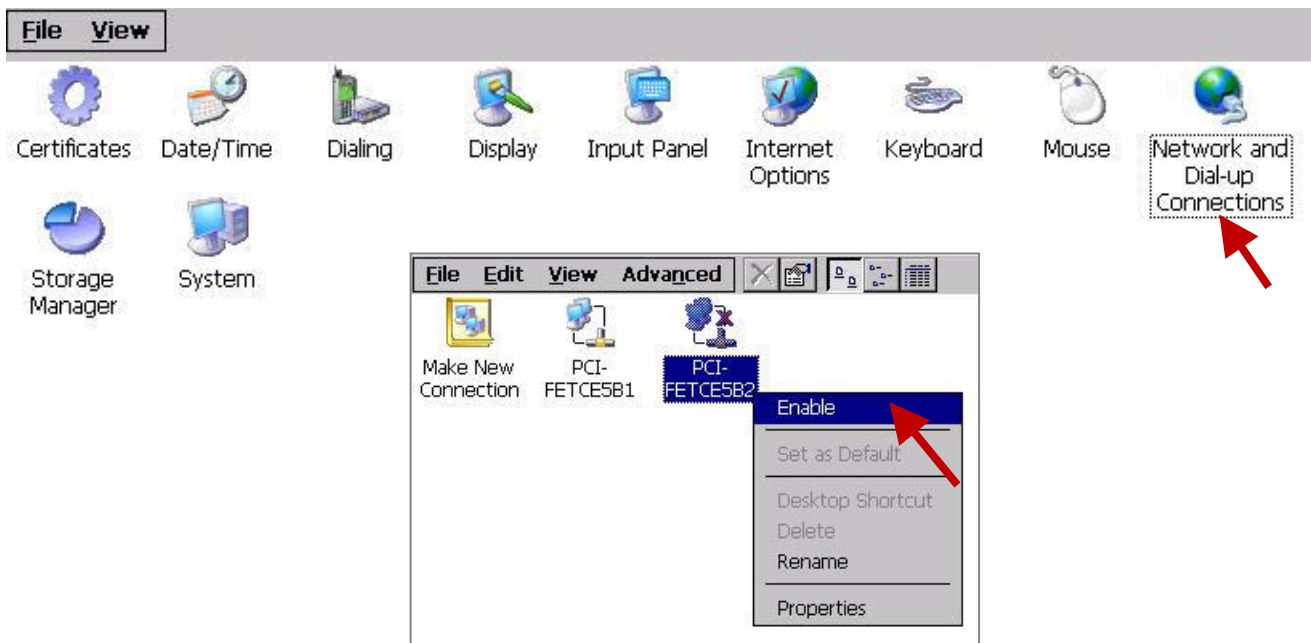 File View
Certificates
Date/Time
Dialing
Display
Input Panel
Internet
Options
Keyboard
Mouse
Network and
Dial-up
Connections
Storage
Manager
System
File Edit View Advanced
Make New
Connection
PCI-
FETCE5B1
PCI-
FETCE5B2
Enable
Set as Default
Desktop Shortcut
Delete
Rename
Properties